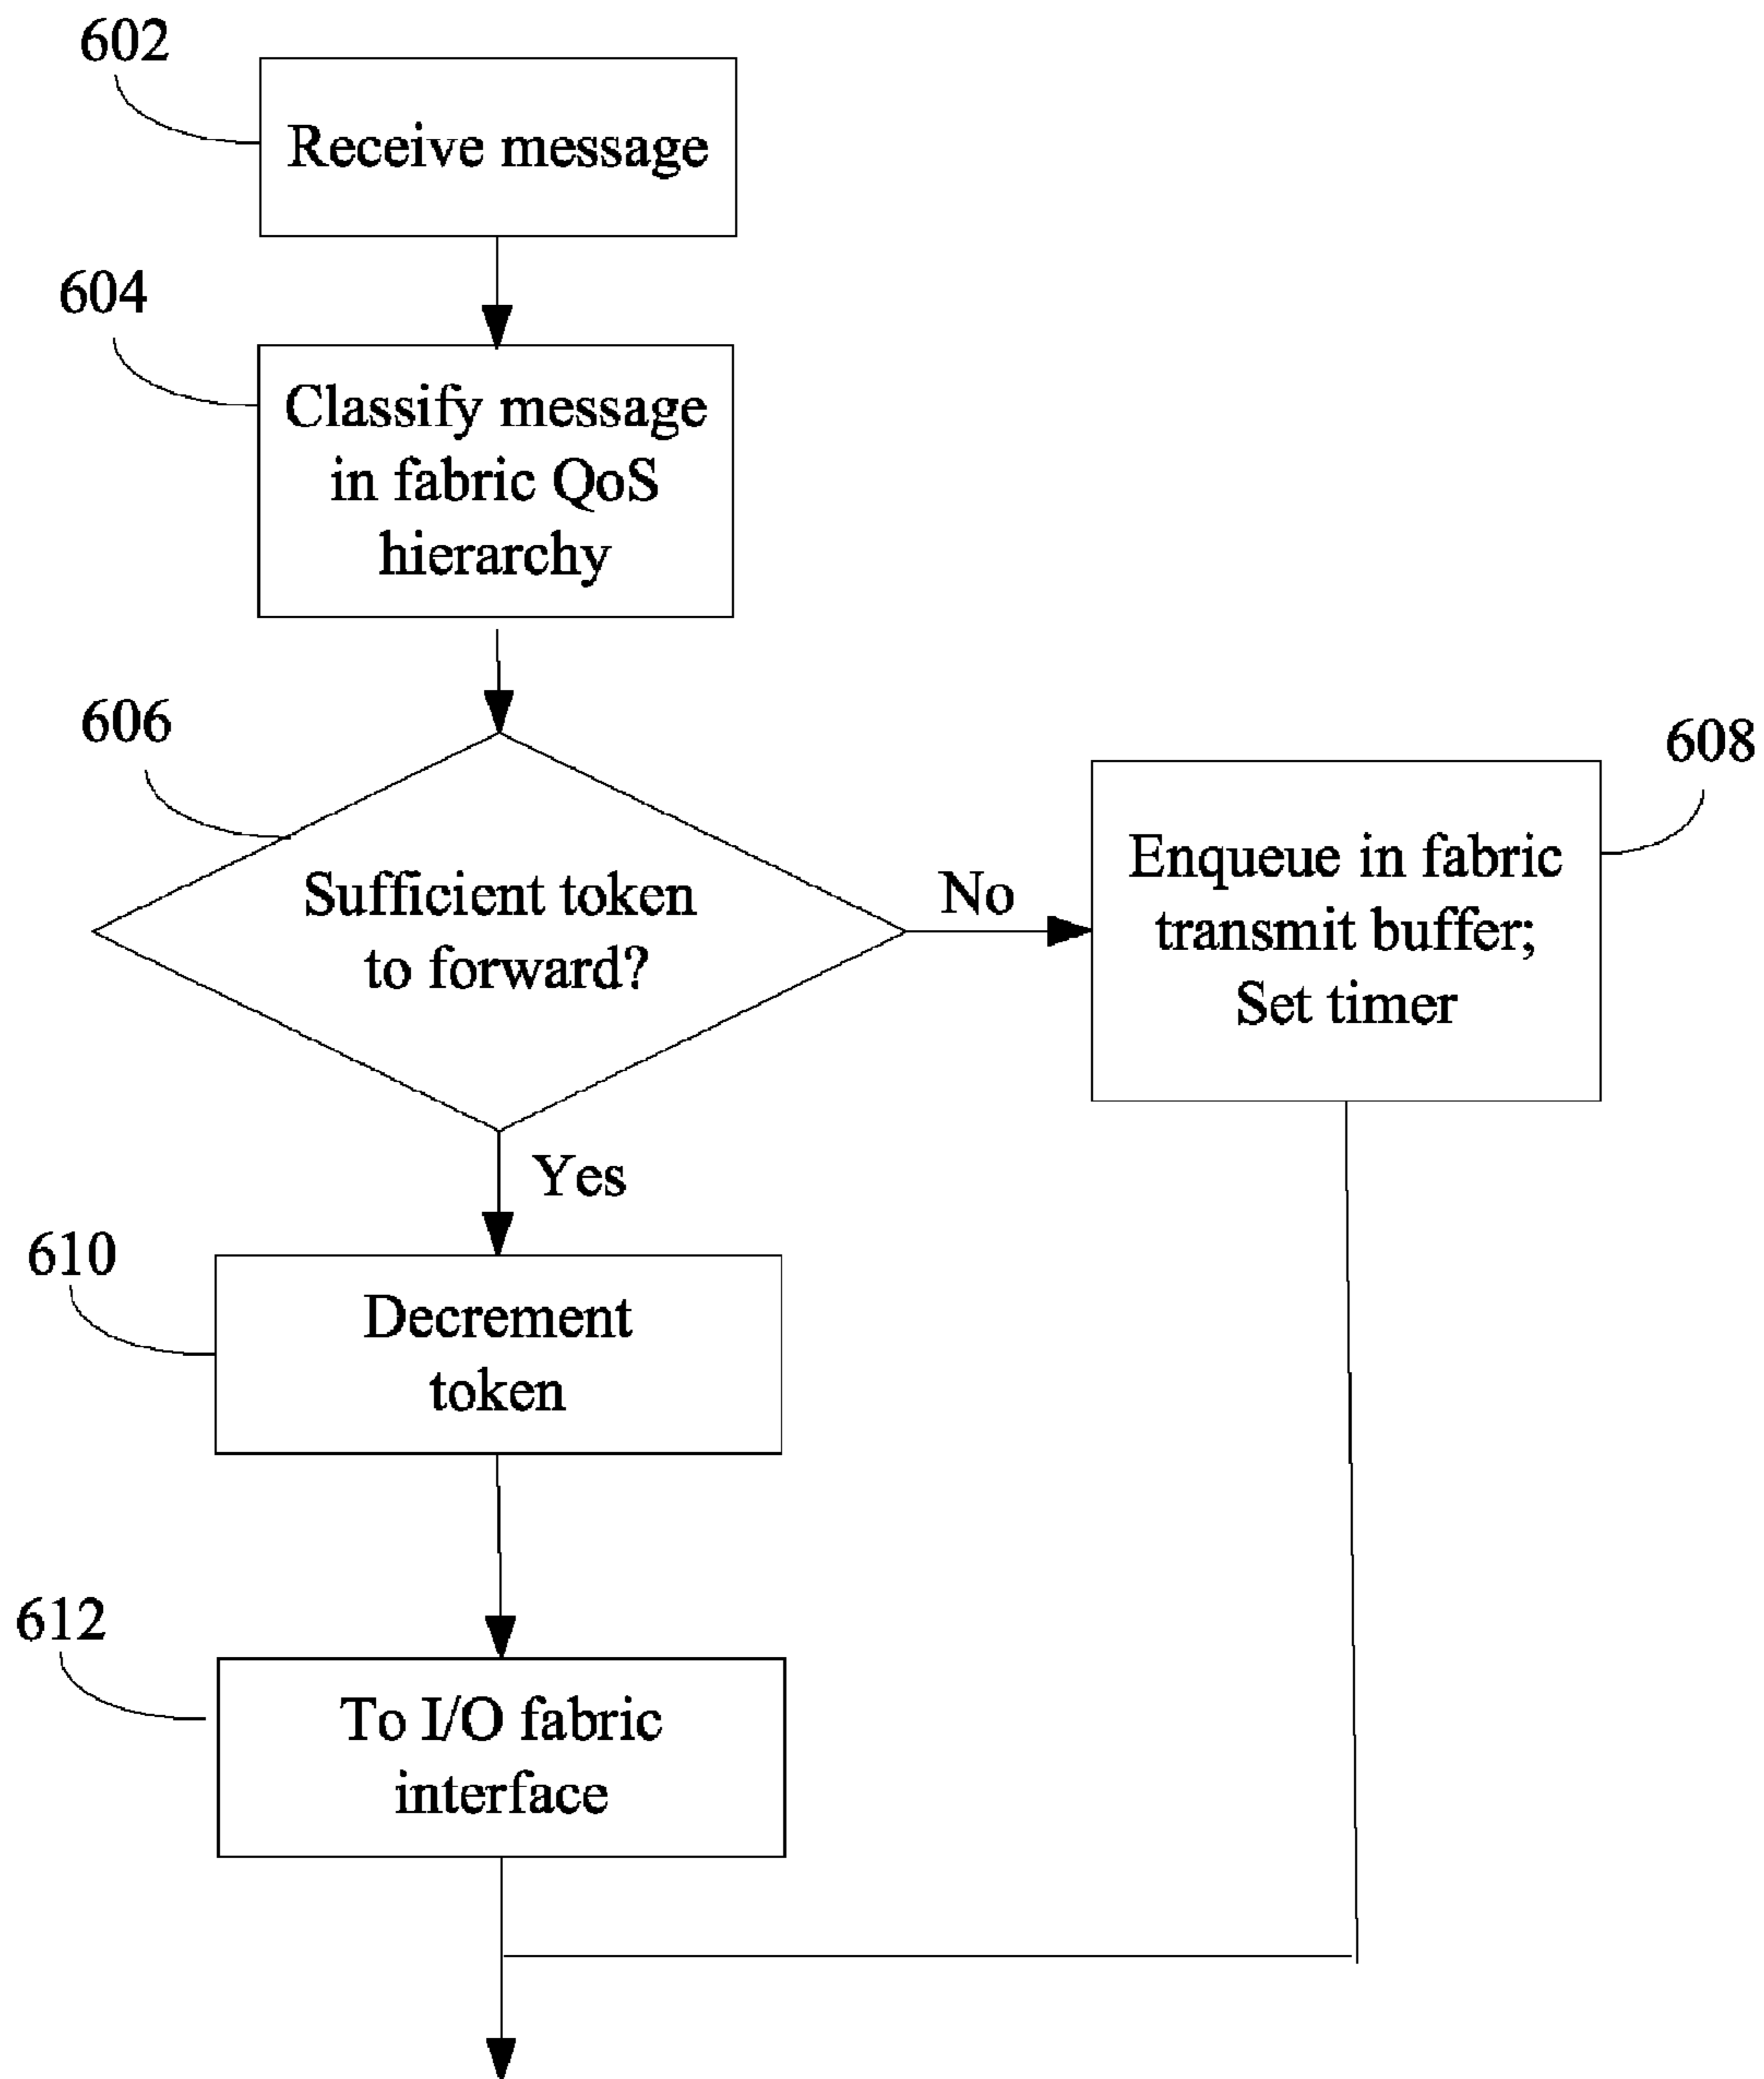 602
Receive message
604
Classify message
in fabric QoS
hierarchy
606
Sufficient token
to forward?
No
608
Enqueue in fabric
transmit buffer;
Set timer
Yes
610
Decrement
token
612
To I/O fabric
interface